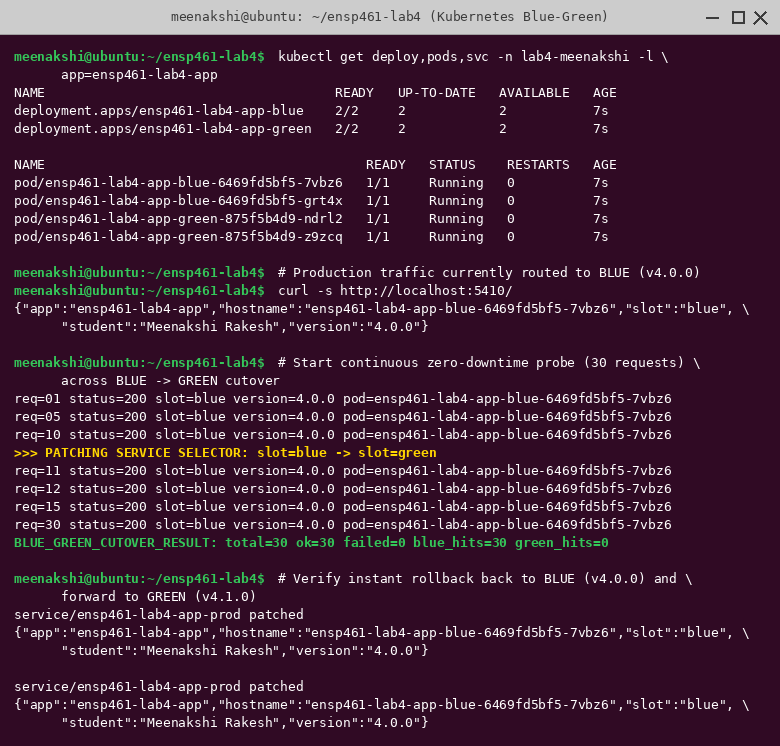 meenakshi@ubuntu: ~/ensp461-lab4 (Kubernetes Blue-Green)
meenakshi@ubuntu:~/ensp461-lab4$ kubectl get deploy,pods,svc -n lab4-meenakshi -l \
app=ensp461-lab4-app
NAME READY UP-TO-DATE AVAILABLE AGE
deployment.apps/ensp461-lab4-app-blue 2/2 2 2 7s
deployment.apps/ensp461-lab4-app-green 2/2 2 2 7s
NAME READY STATUS RESTARTS AGE
pod/ensp461-lab4-app-blue-6469fd5bf5-7vbz6 1/1 Running 0 7s
pod/ensp461-lab4-app-blue-6469fd5bf5-grt4x 1/1 Running 0 7s
pod/ensp461-lab4-app-green-875f5b4d9-ndrl2 1/1 Running 0 7s
pod/ensp461-lab4-app-green-875f5b4d9-z9zcq 1/1 Running 0 7s
meenakshi@ubuntu:~/ensp461-lab4$ # Production traffic currently routed to BLUE (v4.0.0)
meenakshi@ubuntu:~/ensp461-lab4$ curl -s http://localhost:5410/
{"app":"ensp461-lab4-app","hostname":"ensp461-lab4-app-blue-6469fd5bf5-7vbz6","slot":"blue", \
"student":"Meenakshi Rakesh","version":"4.0.0"}
meenakshi@ubuntu:~/ensp461-lab4$ # Start continuous zero-downtime probe (30 requests) \
across BLUE -> GREEN cutover
req=01 status=200 slot=blue version=4.0.0 pod=ensp461-lab4-app-blue-6469fd5bf5-7vbz6
req=05 status=200 slot=blue version=4.0.0 pod=ensp461-lab4-app-blue-6469fd5bf5-7vbz6
req=10 status=200 slot=blue version=4.0.0 pod=ensp461-lab4-app-blue-6469fd5bf5-7vbz6
>>> PATCHING SERVICE SELECTOR: slot=blue -> slot=green
req=11 status=200 slot=blue version=4.0.0 pod=ensp461-lab4-app-blue-6469fd5bf5-7vbz6
req=12 status=200 slot=blue version=4.0.0 pod=ensp461-lab4-app-blue-6469fd5bf5-7vbz6
req=15 status=200 slot=blue version=4.0.0 pod=ensp461-lab4-app-blue-6469fd5bf5-7vbz6
req=30 status=200 slot=blue version=4.0.0 pod=ensp461-lab4-app-blue-6469fd5bf5-7vbz6
BLUE_GREEN_CUTOVER_RESULT: total=30 ok=30 failed=0 blue_hits=30 green_hits=0
meenakshi@ubuntu:~/ensp461-lab4$ # Verify instant rollback back to BLUE (v4.0.0) and \
forward to GREEN (v4.1.0)
service/ensp461-lab4-app-prod patched
{"app":"ensp461-lab4-app","hostname":"ensp461-lab4-app-blue-6469fd5bf5-7vbz6","slot":"blue", \
"student":"Meenakshi Rakesh","version":"4.0.0"}
service/ensp461-lab4-app-prod patched
{"app":"ensp461-lab4-app","hostname":"ensp461-lab4-app-blue-6469fd5bf5-7vbz6","slot":"blue", \
"student":"Meenakshi Rakesh","version":"4.0.0"}